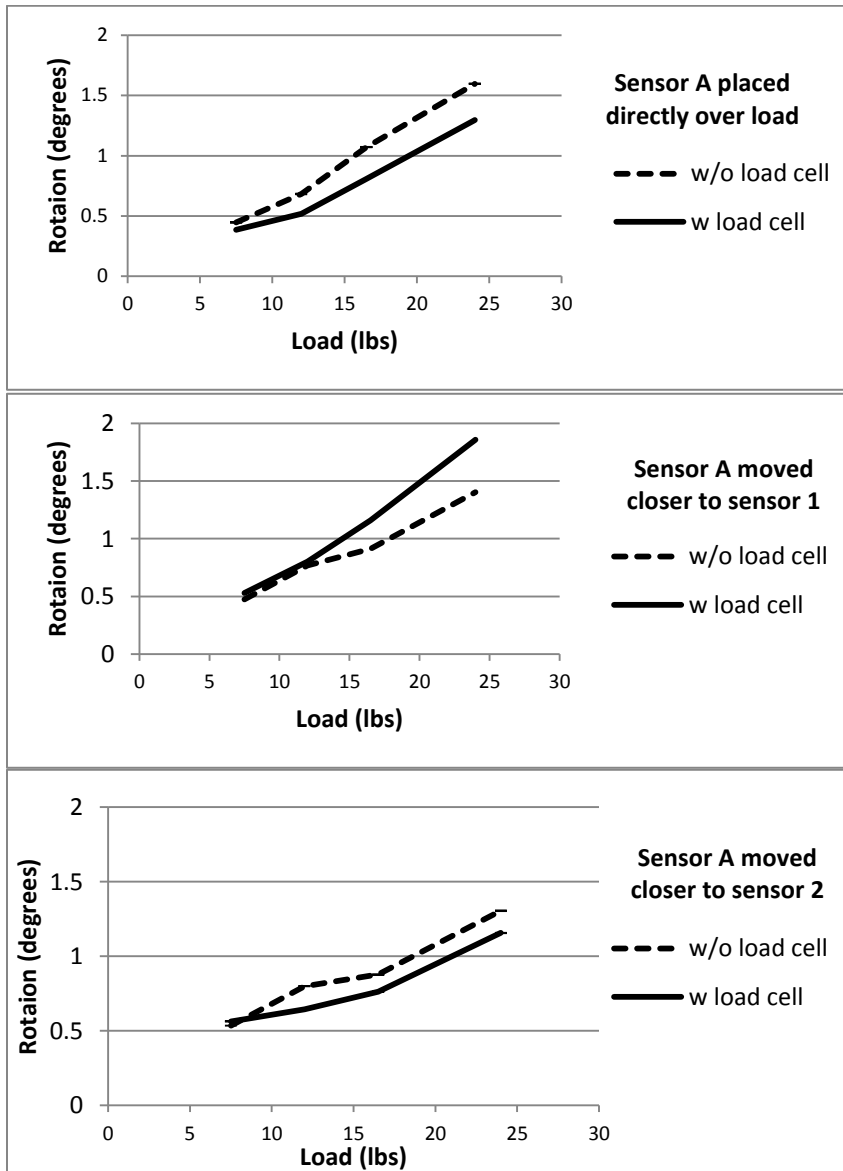 2
1.5
1
0.5
0
0 5 10 15 20 25 30
Rotaion (degrees)
Load (lbs)
Sensor A placed
directly over load
w/o load cell
w load cell
2
1.5
1
0.5
0
0 5 10 15 20 25 30
Rotaion (degrees)
Load (lbs)
Sensor A moved
closer to sensor 1
w/o load cell
w load cell
2
1.5
1
0.5
0
0 5 10 15 20 25 30
Rotaion (degrees)
Load (lbs)
Sensor A moved
closer to sensor 2
w/o load cell
w load cell